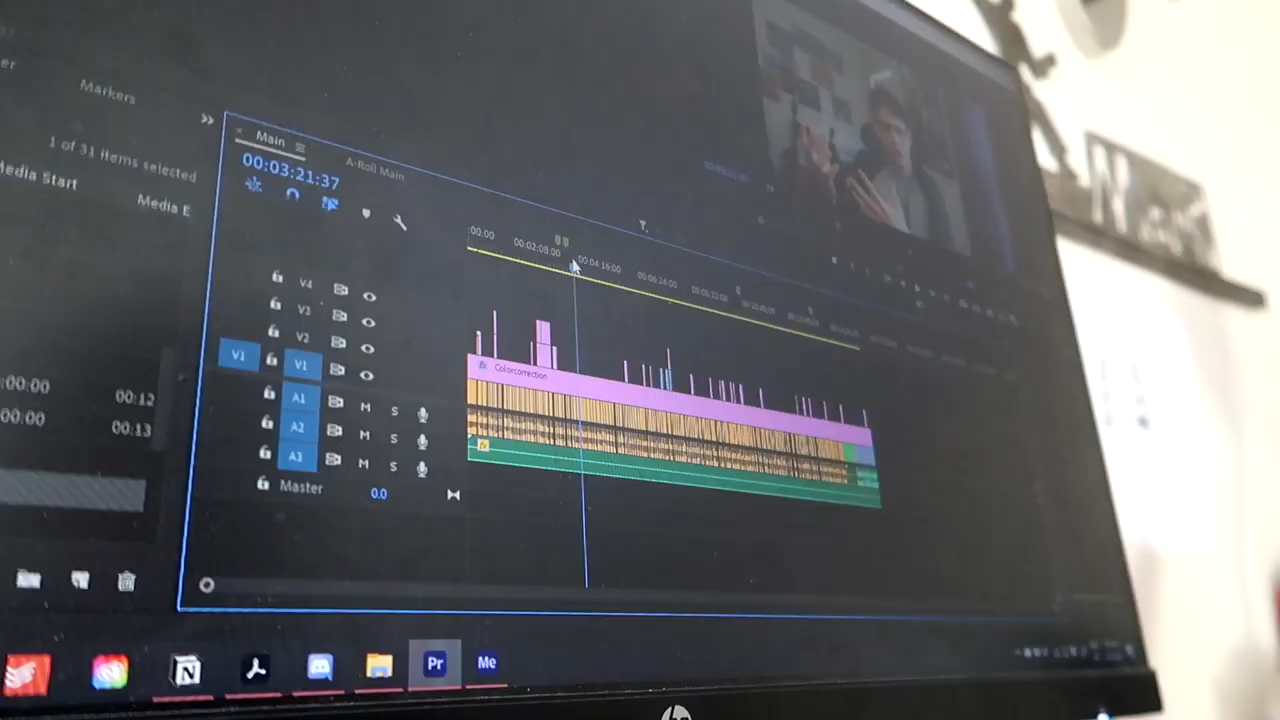 Markers
1 of 31 items selected
Media Start
Media E
Main
A-Roll Main
00:03:21:37
:00:00
00:02:08:00
00:04:16:00
00:06:24:00
00:08:32:00
V4
V3
V2
V1
V1
Colorcorrection
fx
A1
M
S
A2
M
S
A3
M
S
Master
0.0
:00:00
00:12
:00:00
00:13
Pr
Me
hp